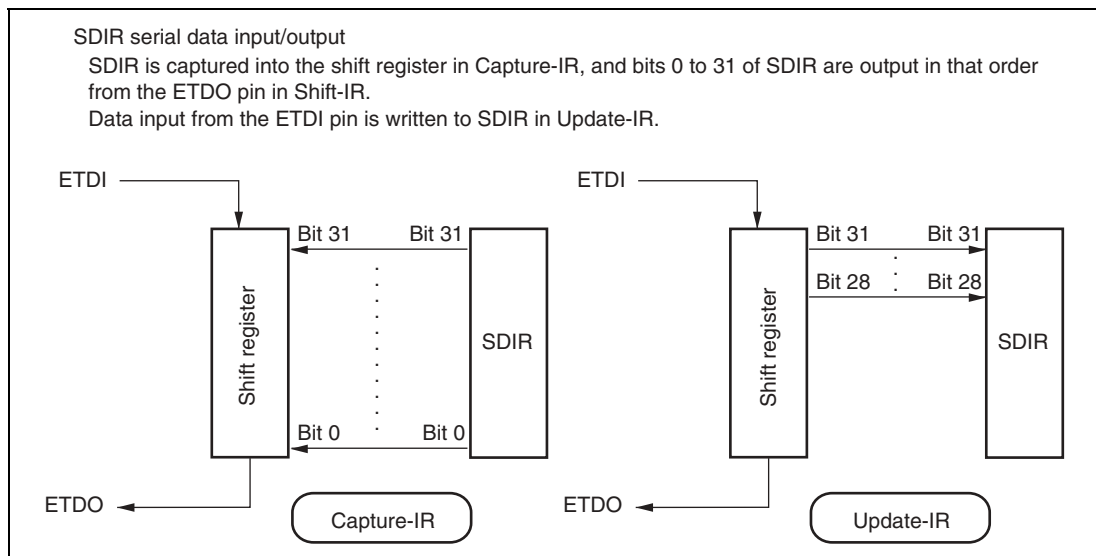 SDIR serial data input/output
SDIR is captured into the shift register in Capture-IR, and bits 0 to 31 of SDIR are output in that order
from the ETDO pin in Shift-IR.
Data input from the ETDI pin is written to SDIR in Update-IR.
ETDI
Bit 31 Bit 31
Shift register
SDIR
Bit 0 Bit 0
ETDO
Capture-IR
ETDI
Bit 31 Bit 31
Bit 28 Bit 28
Shift register
SDIR
ETDO
Update-IR